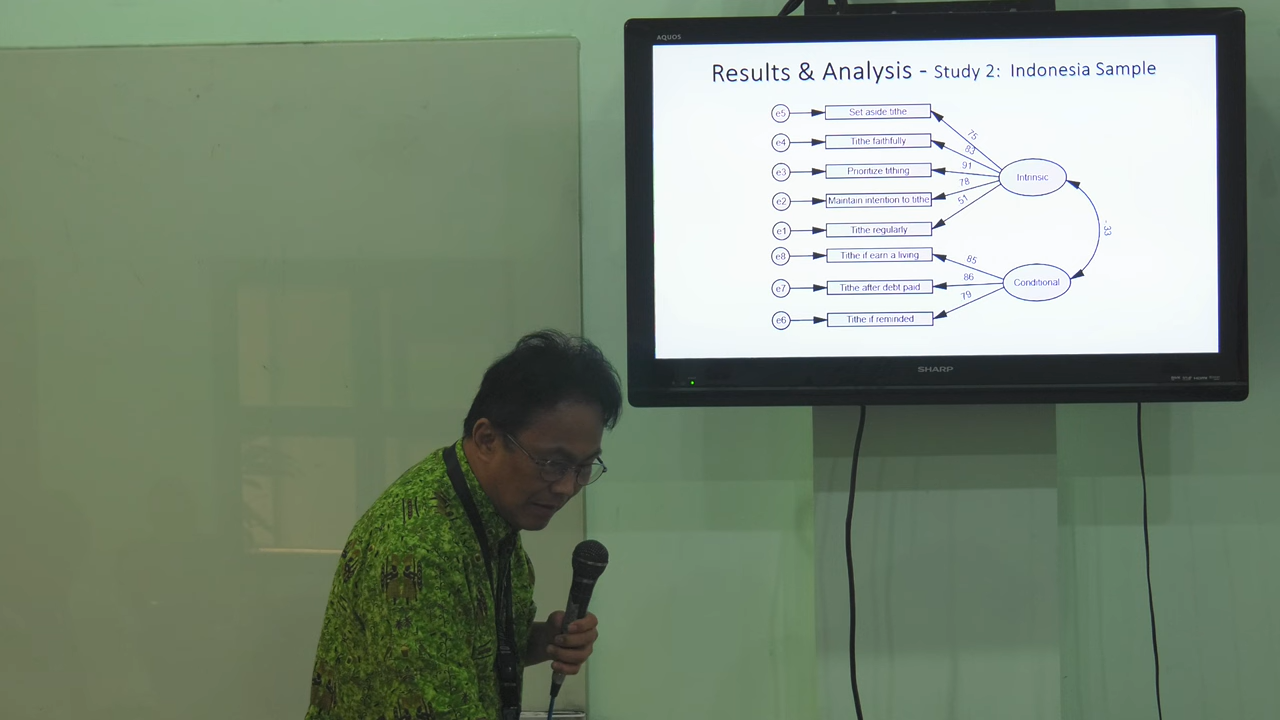 AQUOS
Results & Analysis - Study 2: Indonesia Sample
e5 Set aside tithe 75
e4 Tithe faithfully 83
e3 Prioritize tithing 91 Intrinsic
e2 Maintain intention to tithe 78
e1 Tithe regularly 51
-33
e8 Tithe if earn a living 85
e7 Tithe after debt paid 86 Conditional
e6 Tithe if reminded 79
SHARP